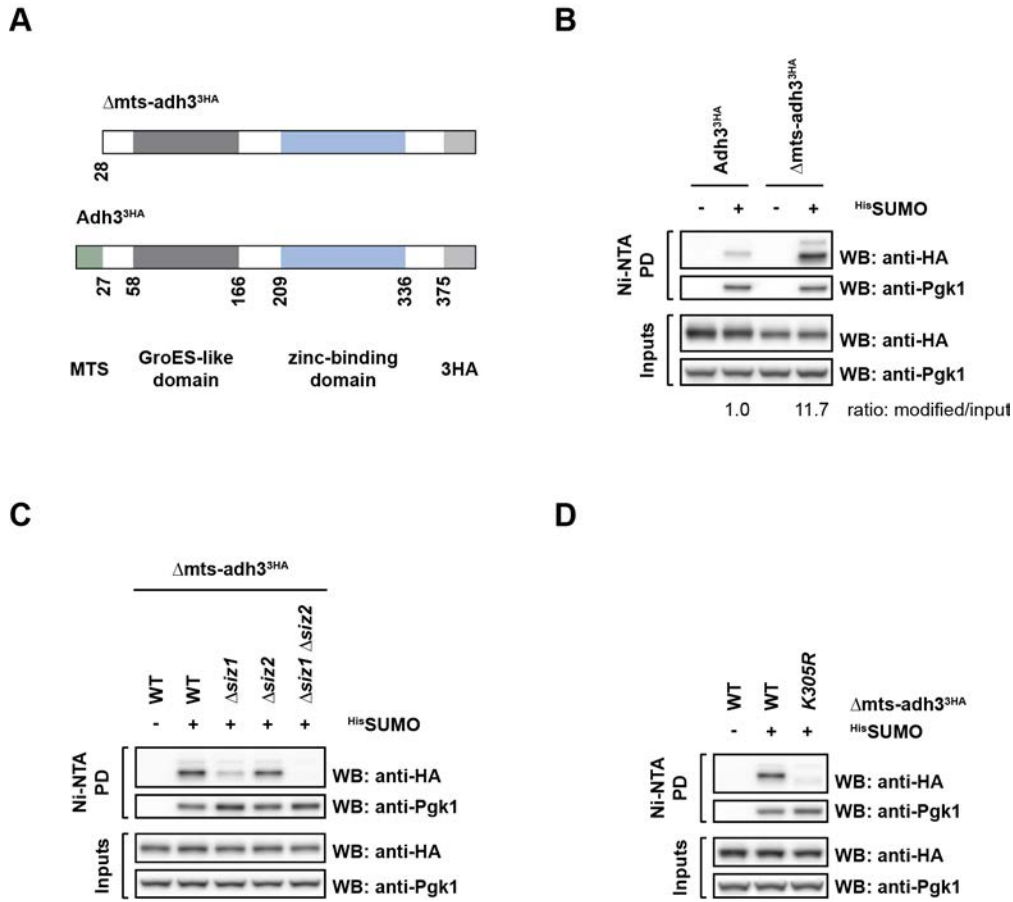 A
Δmts-adh3³ᴴᴬ
28
Adh3³ᴴᴬ
27 58 166 209 336 375
MTS GroES-like domain zinc-binding domain 3HA
B
Adh3³ᴴᴬ Δmts-adh3³ᴴᴬ
- + - + ᴴⁱˢSUMO
Ni-NTA PD
WB: anti-HA
WB: anti-Pgk1
Inputs
WB: anti-HA
WB: anti-Pgk1
1.0 11.7 ratio: modified/input
C
Δmts-adh3³ᴴᴬ
WT WT Δsiz1 Δsiz2 Δsiz1 Δsiz2
- + + + + ᴴⁱˢSUMO
Ni-NTA PD
WB: anti-HA
WB: anti-Pgk1
Inputs
WB: anti-HA
WB: anti-Pgk1
D
WT WT K305R Δmts-adh3³ᴴᴬ
- + + ᴴⁱˢSUMO
Ni-NTA PD
WB: anti-HA
WB: anti-Pgk1
Inputs
WB: anti-HA
WB: anti-Pgk1